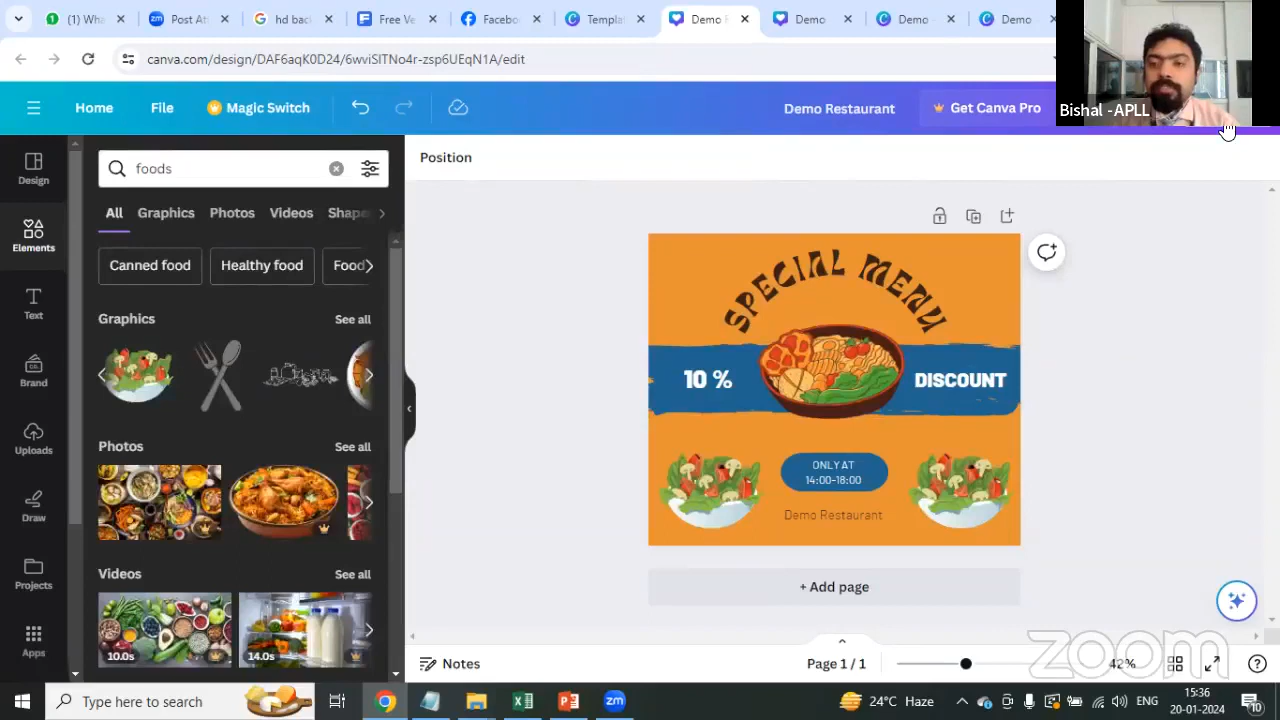 (1) Wha
Post At
hd bac
Free Ve
Faceboo
Templa
Demo R
Demo
Demo
Demo
canva.com/design/DAF6aqK0D24/6wviSlTNo4r-zsp6UEqN1A/edit
Home
File
Magic Switch
Demo Restaurant
Get Canva Pro
Bishal -APLL
Design
Elements
Text
Brand
Uploads
Draw
Projects
Apps
foods
All
Graphics
Photos
Videos
Shape
Canned food
Healthy food
Food
Graphics
See all
Photos
See all
Videos
See all
10.0s
14.0s
Position
SPECIAL MENU
10 %
DISCOUNT
ONLY AT
14:00-18:00
Demo Restaurant
+ Add page
zoom
Notes
Page 1 / 1
42%
Type here to search
24°C Haze
ENG
15:36
20-01-2024
10